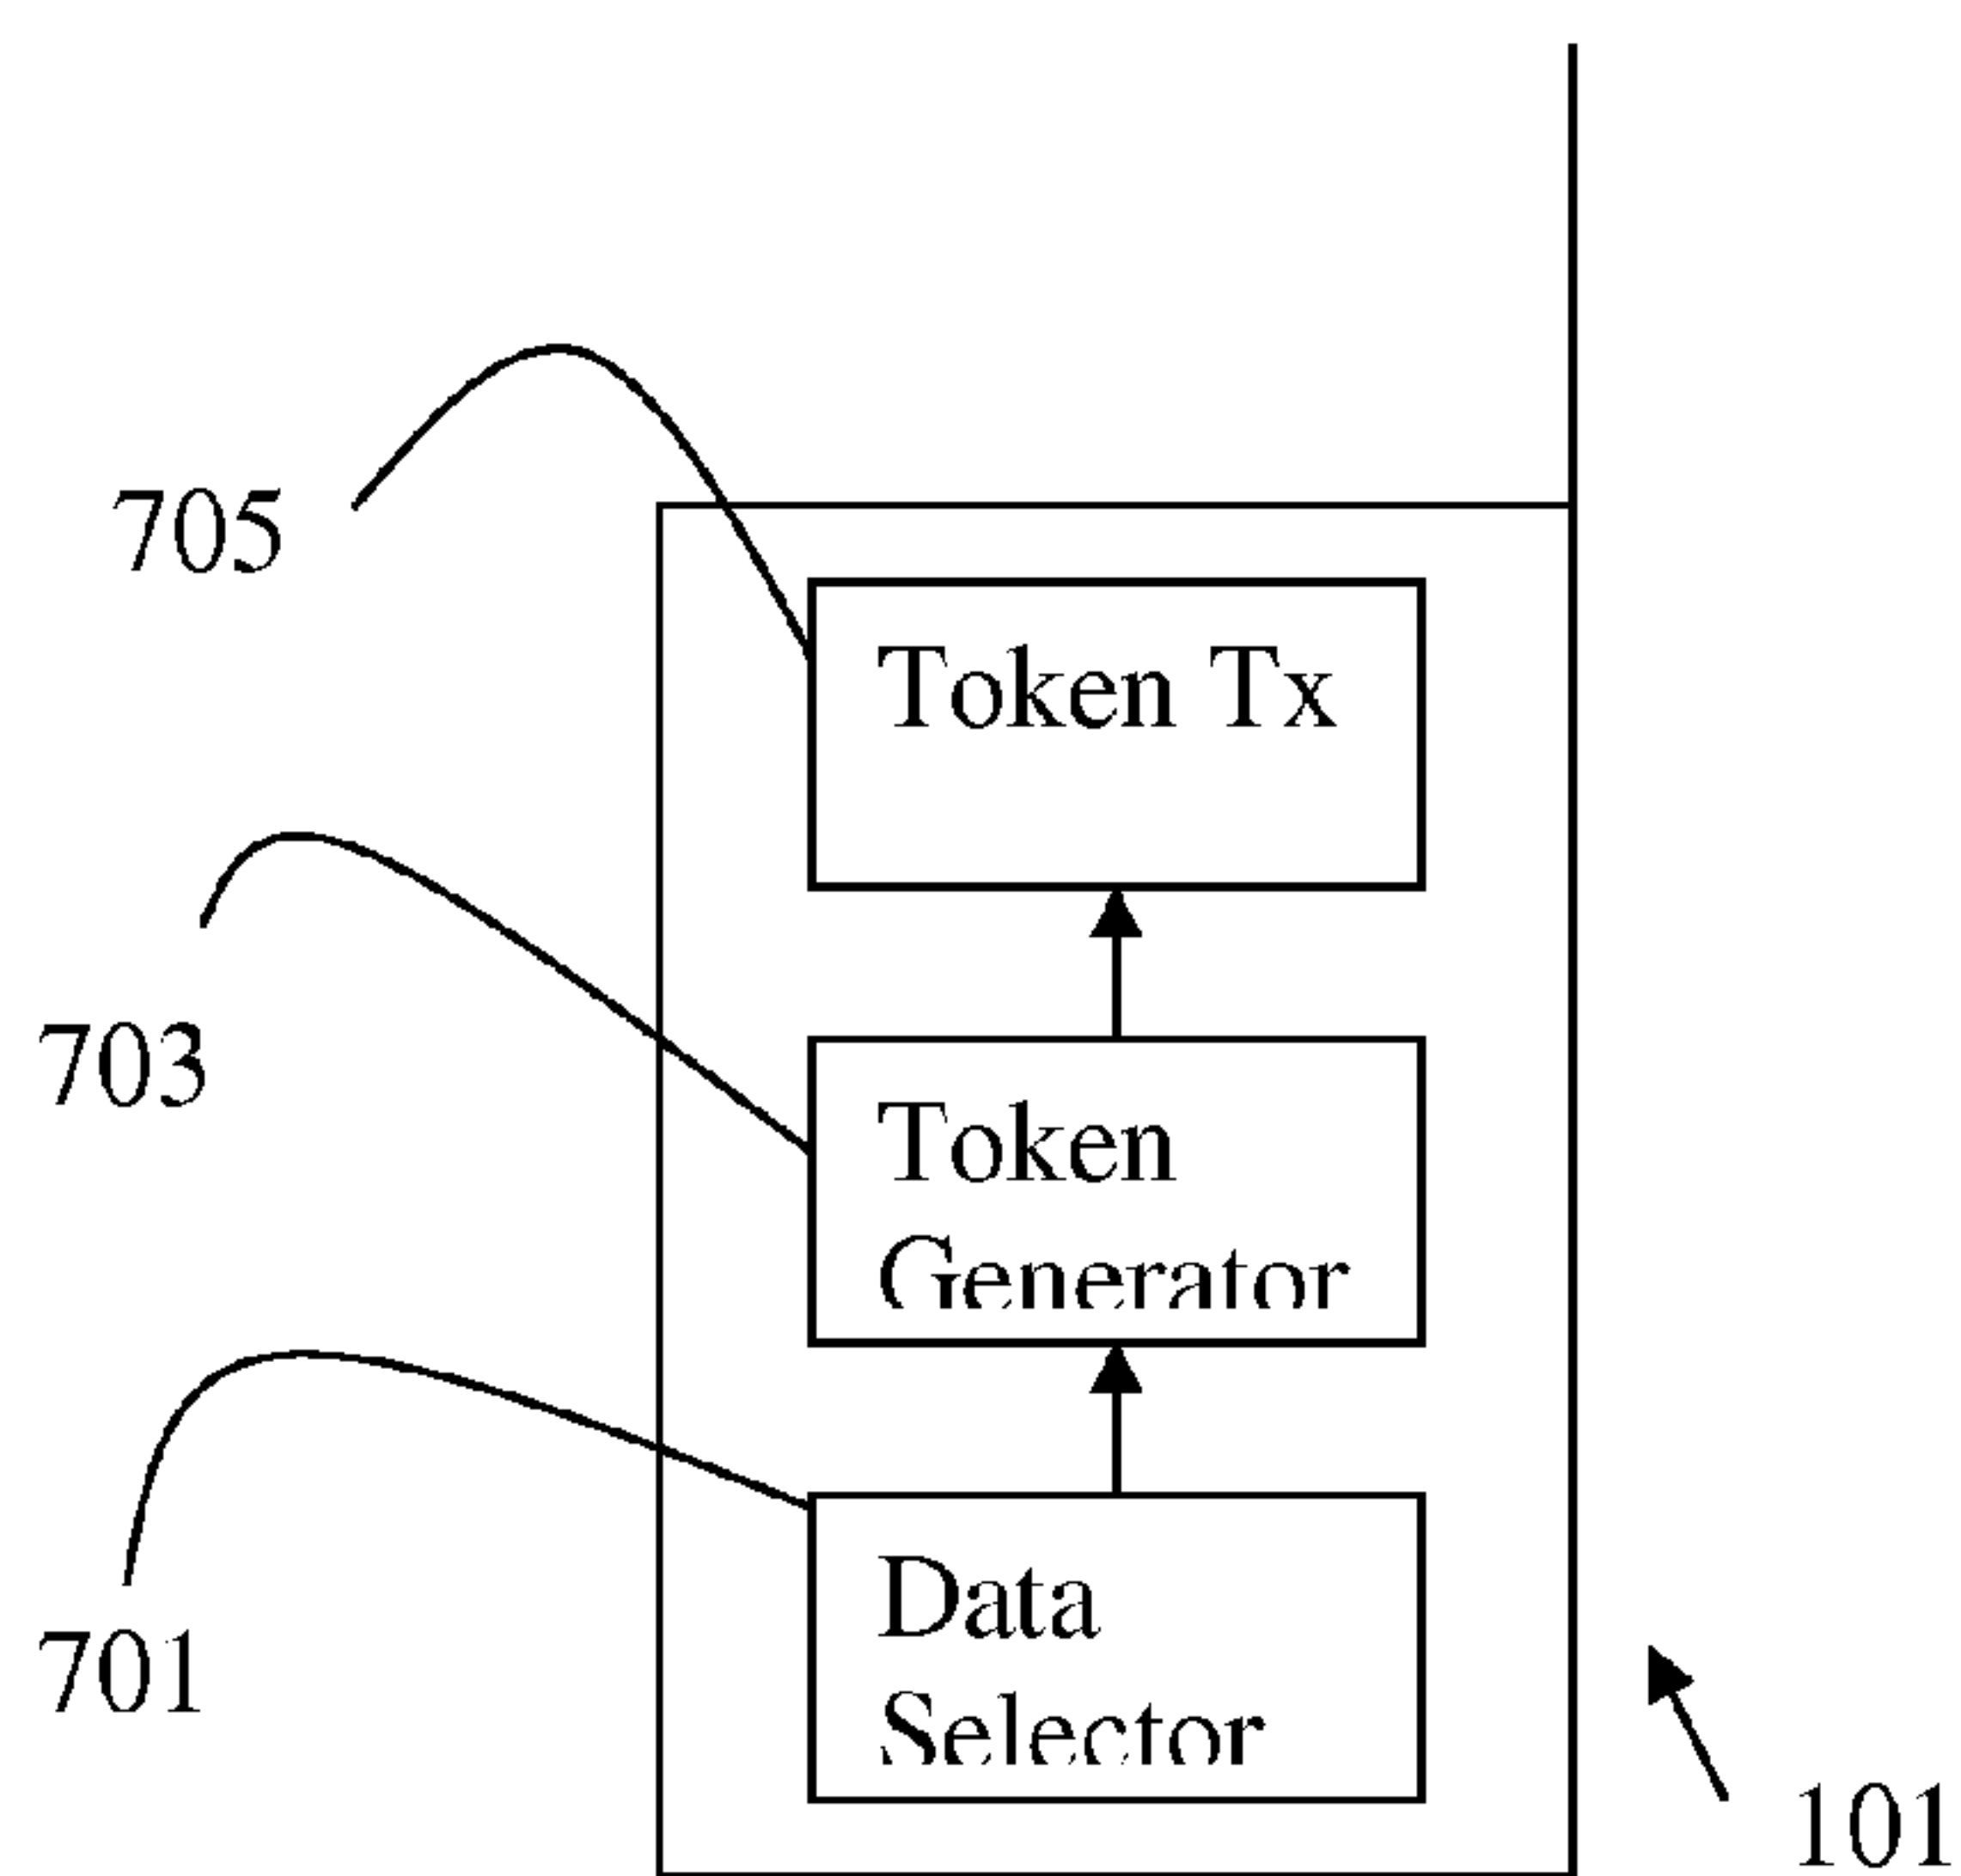 705
Token Tx
703
Token
Generator
701
Data
Selector
101